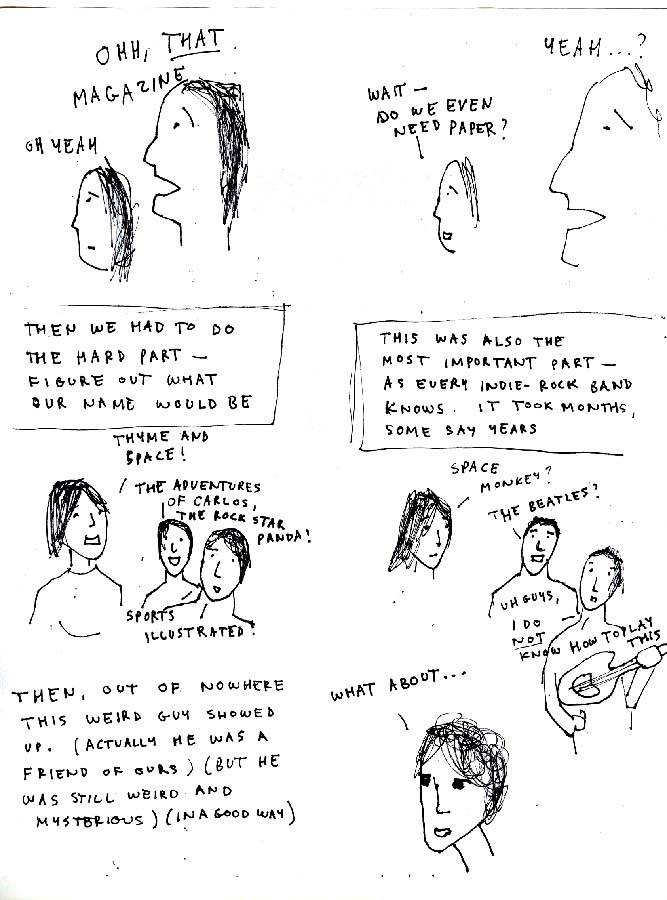 OHH, THAT
MAGAZINE
OH YEAH
YEAH...?
WAIT —
DO WE EVEN
NEED PAPER?
THEN WE HAD TO DO
THE HARD PART —
FIGURE OUT WHAT
OUR NAME WOULD BE
THIS WAS ALSO THE
MOST IMPORTANT PART —
AS EVERY INDIE-ROCK BAND
KNOWS. IT TOOK MONTHS,
SOME SAY YEARS
THYME AND
SPACE!
THE ADVENTURES
OF CARLOS,
THE ROCK STAR
PANDA!
SPORTS
ILLUSTRATED!
SPACE
MONKEY?
THE BEATLES?
UH GUYS,
I DO
NOT
KNOW HOW TO PLAY
THIS
THEN, OUT OF NOWHERE
THIS WEIRD GUY SHOWED
UP. (ACTUALLY HE WAS A
FRIEND OF OURS) (BUT HE
WAS STILL WEIRD AND
MYSTERIOUS) (IN A GOOD WAY)
WHAT ABOUT...